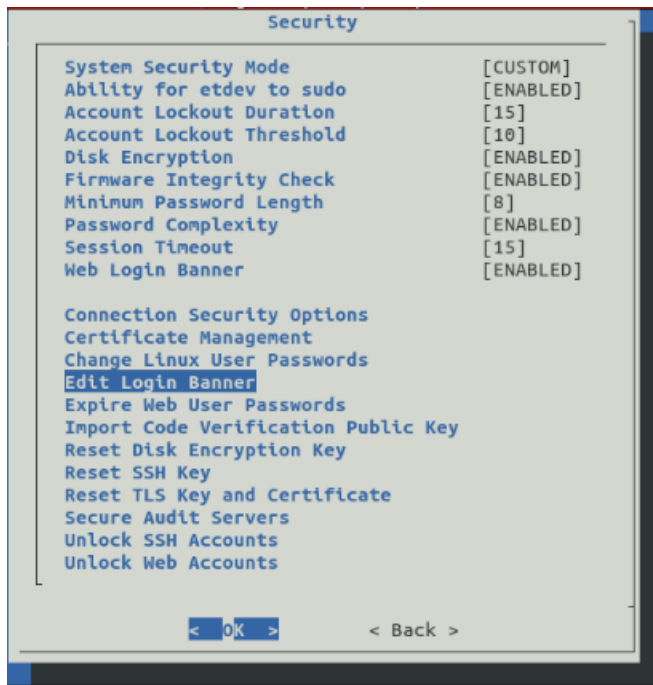 Security
System Security Mode [CUSTOM]
Ability for etdev to sudo [ENABLED]
Account Lockout Duration [15]
Account Lockout Threshold [10]
Disk Encryption [ENABLED]
Firmware Integrity Check [ENABLED]
Minimum Password Length [8]
Password Complexity [ENABLED]
Session Timeout [15]
Web Login Banner [ENABLED]
Connection Security Options
Certificate Management
Change Linux User Passwords
Edit Login Banner
Expire Web User Passwords
Import Code Verification Public Key
Reset Disk Encryption Key
Reset SSH Key
Reset TLS Key and Certificate
Secure Audit Servers
Unlock SSH Accounts
Unlock Web Accounts
< OK > < Back >